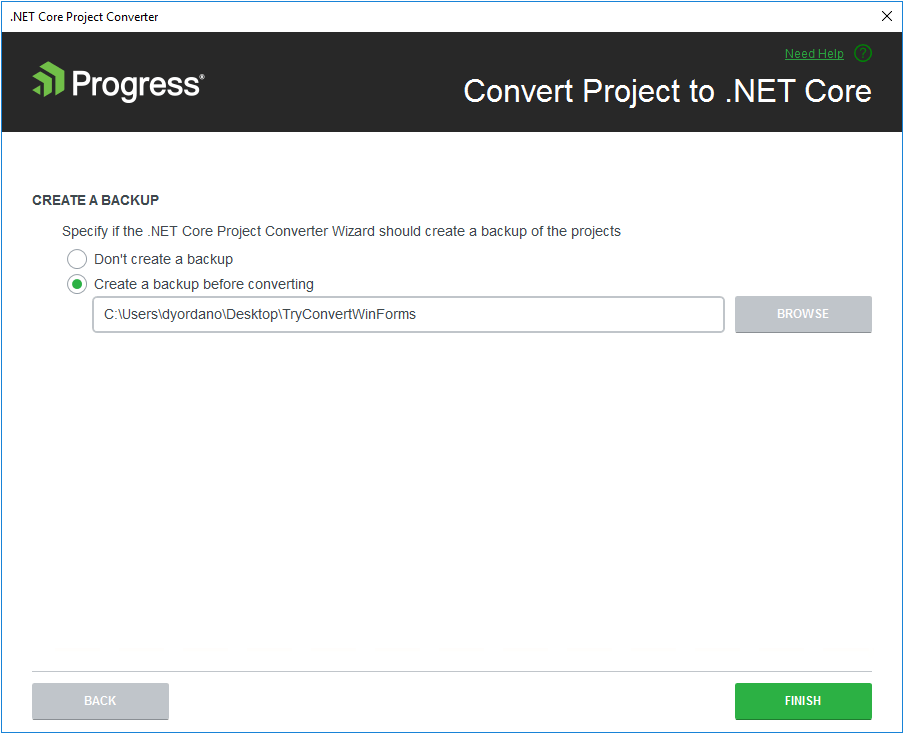 .NET Core Project Converter
Need Help
?
Progress®
Convert Project to .NET Core
CREATE A BACKUP
Specify if the .NET Core Project Converter Wizard should create a backup of the projects
Don't create a backup
Create a backup before converting
C:\Users\dyordano\Desktop\TryConvertWinForms
BROWSE
BACK
FINISH